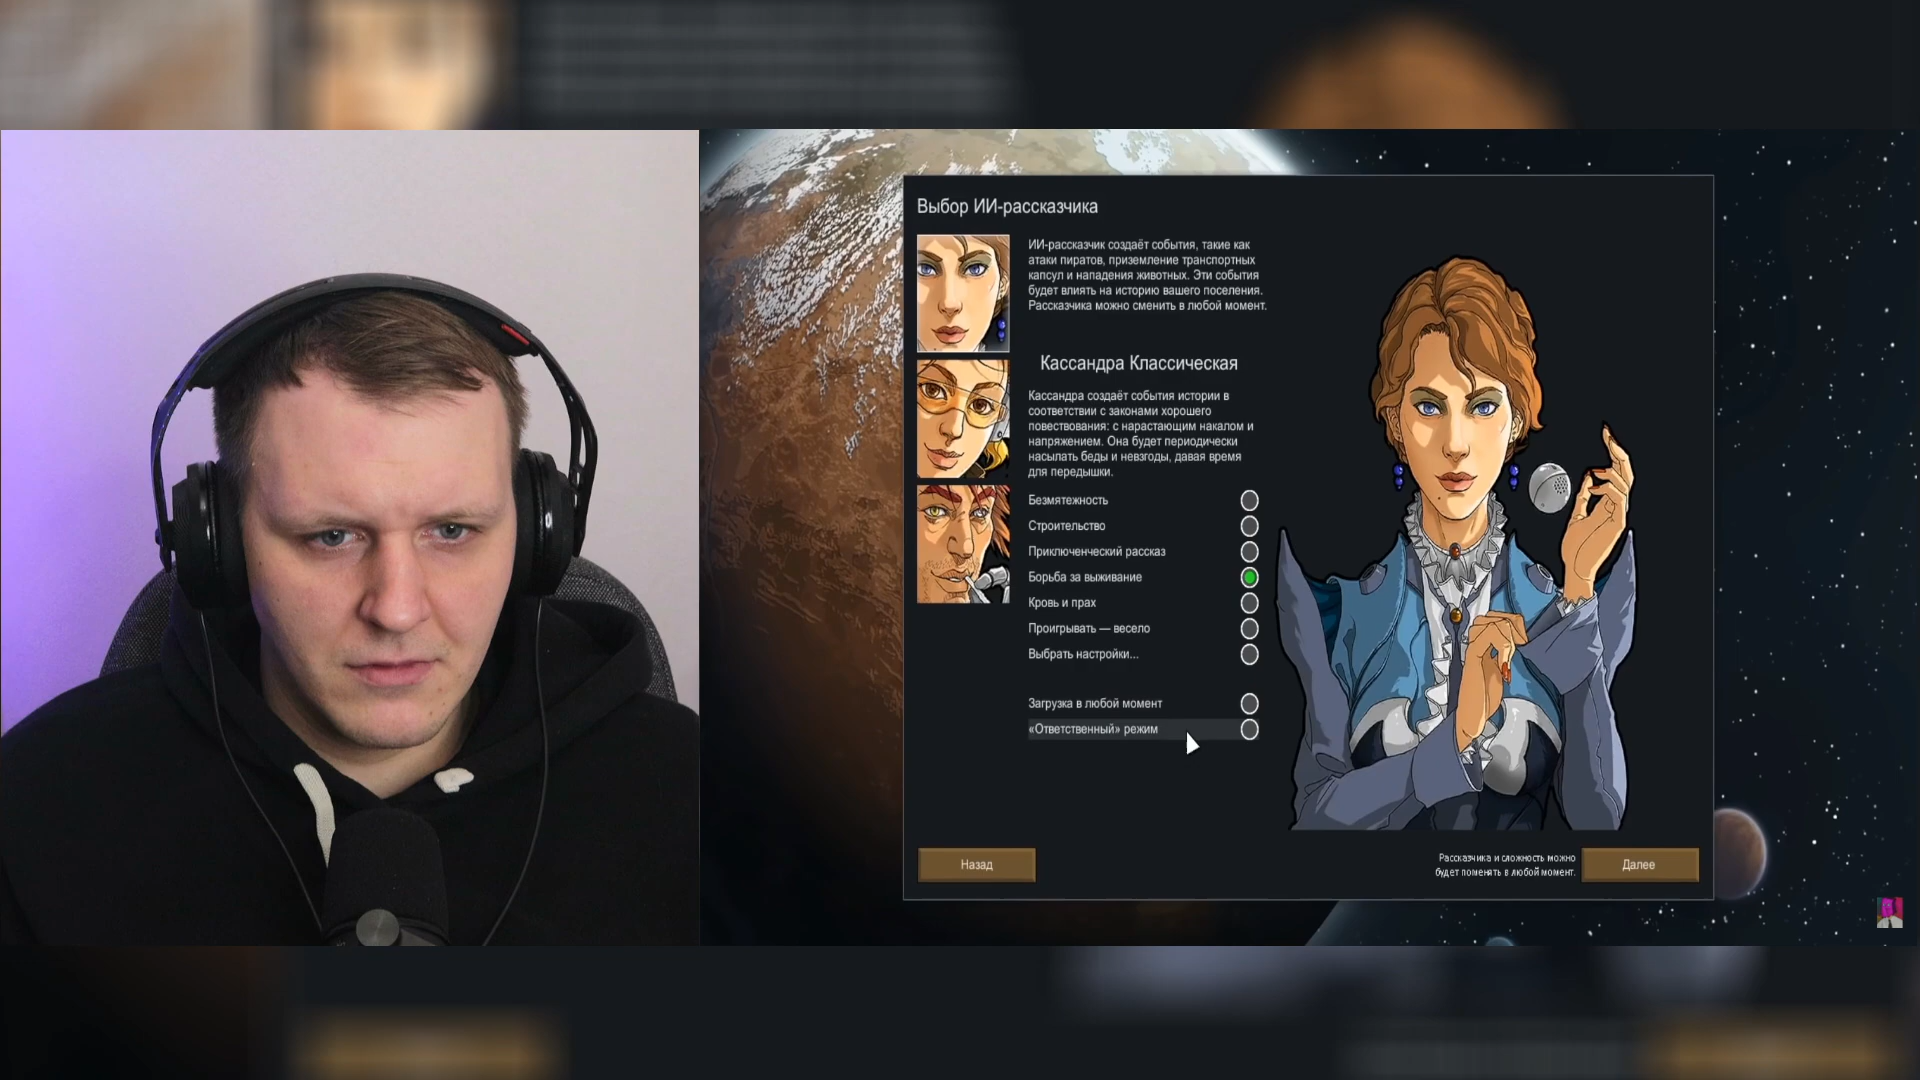 Выбор ИИ-рассказчика
ИИ-рассказчик создаёт события, такие как
атаки пиратов, приземление транспортных
капсул и нападения животных. Эти события
будет влиять на историю вашего поселения.
Рассказчика можно сменить в любой момент.
Кассандра Классическая
Кассандра создаёт события истории в
соответствии с законами хорошего
повествования: с нарастающим накалом и
напряжением. Она будет периодически
насылать беды и невзгоды, давая время
для передышки.
Безмятежность
Строительство
Приключенческий рассказ
Борьба за выживание
Кровь и прах
Проигрывать — весело
Выбрать настройки...
Загрузка в любой момент
«Ответственный» режим
Назад
Рассказчика и сложность можно
будет поменять в любой момент.
Далее